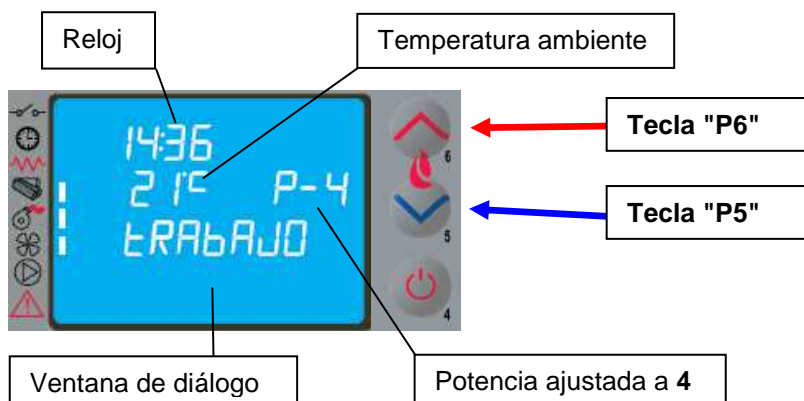 Reloj
Temperatura ambiente
14:36
21°C P-4
tRAbAJO
6
5
4
Tecla "P6"
Tecla "P5"
Ventana de diálogo
Potencia ajustada a 4